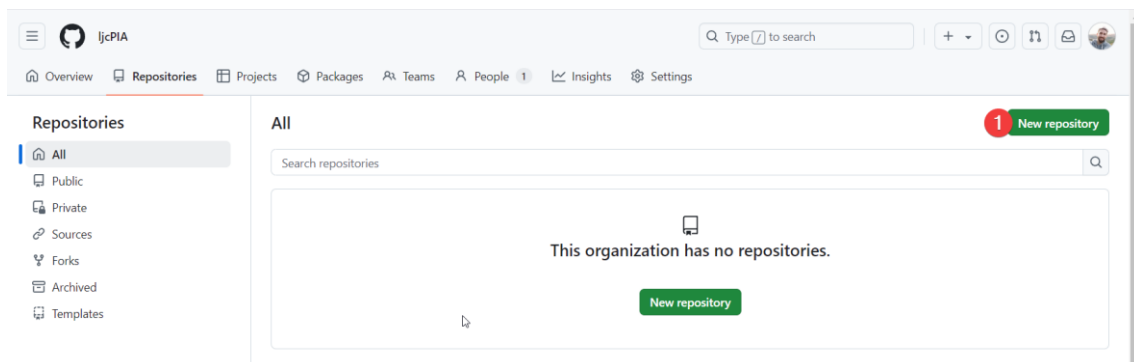 ljcPIA
Type / to search
Overview Repositories Projects Packages Teams People 1 Insights Settings
Repositories
All
Public
Private
Sources
Forks
Archived
Templates
All
1 New repository
Search repositories
This organization has no repositories.
New repository